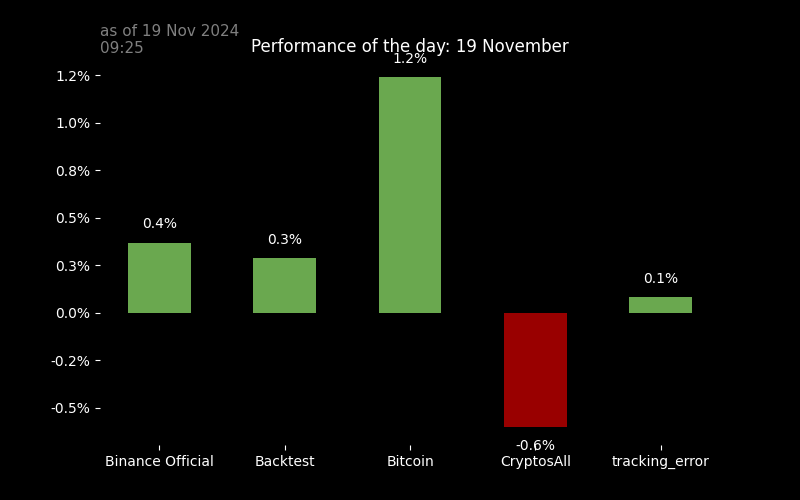 as of 19 Nov 2024
09:25
Performance of the day: 19 November
1.2%
1.2%
1.0%
0.8%
0.5%
0.4%
0.3%
0.3%
0.1%
0.0%
-0.2%
-0.5%
-0.6%
Binance Official
Backtest
Bitcoin
CryptosAll
tracking_error